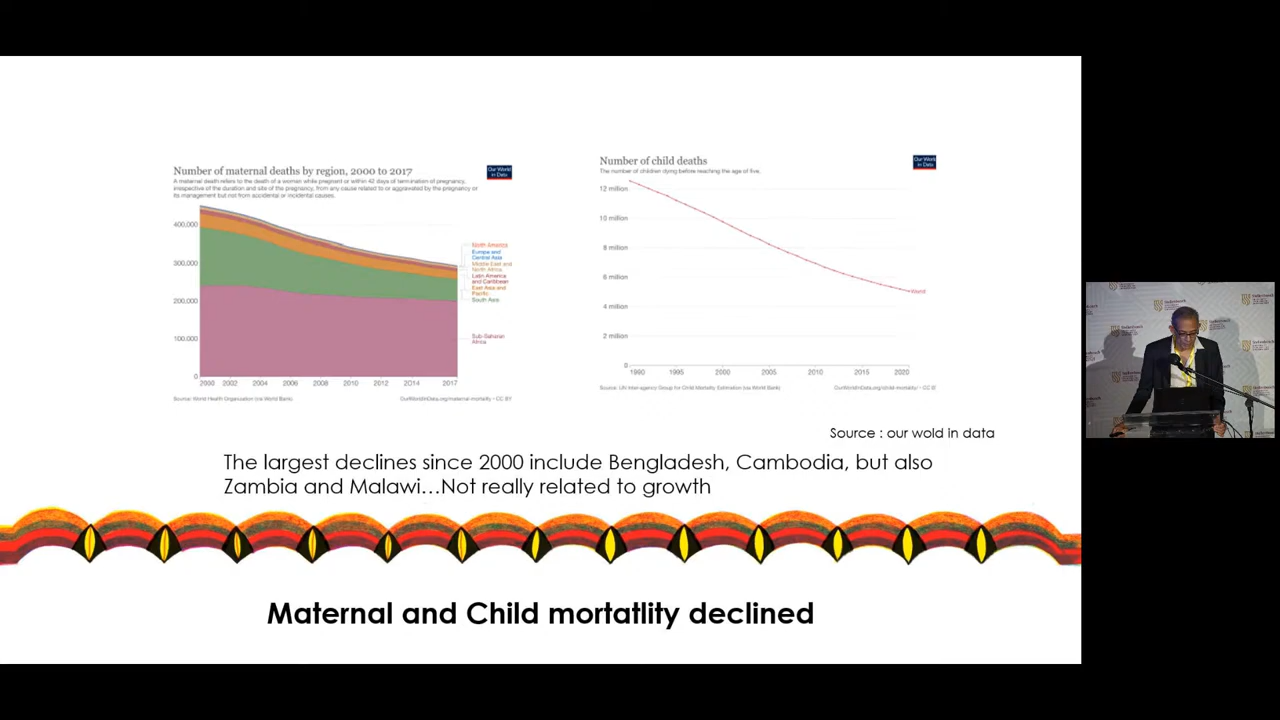 Number of maternal deaths by region, 2000 to 2017
A maternal death refers to the death of a woman while pregnant or within 42 days of termination of pregnancy,
irrespective of the duration and site of the pregnancy, from any cause related to or aggravated by the pregnancy or
its management but not from accidental or incidental causes.
Our World
in Data
400,000
300,000
200,000
100,000
0
2000 2002 2004 2006 2008 2010 2012 2014 2017
North America
Europe and
Central Asia
Middle East and
North Africa
Latin America
and Caribbean
East Asia and
Pacific
South Asia
Sub-Saharan
Africa
Source: World Health Organization (via World Bank)
OurWorldInData.org/maternal-mortality • CC BY
Number of child deaths
The number of children dying before reaching the age of five.
Our World
in Data
12 million
10 million
8 million
6 million
4 million
2 million
0
1990 1995 2000 2005 2010 2015 2020
World
Source: UN Inter-agency Group for Child Mortality Estimation (via World Bank)
OurWorldInData.org/child-mortality/ • CC
Source : our wold in data
The largest declines since 2000 include Bengladesh, Cambodia, but also
Zambia and Malawi...Not really related to growth
Maternal and Child mortatlity declined